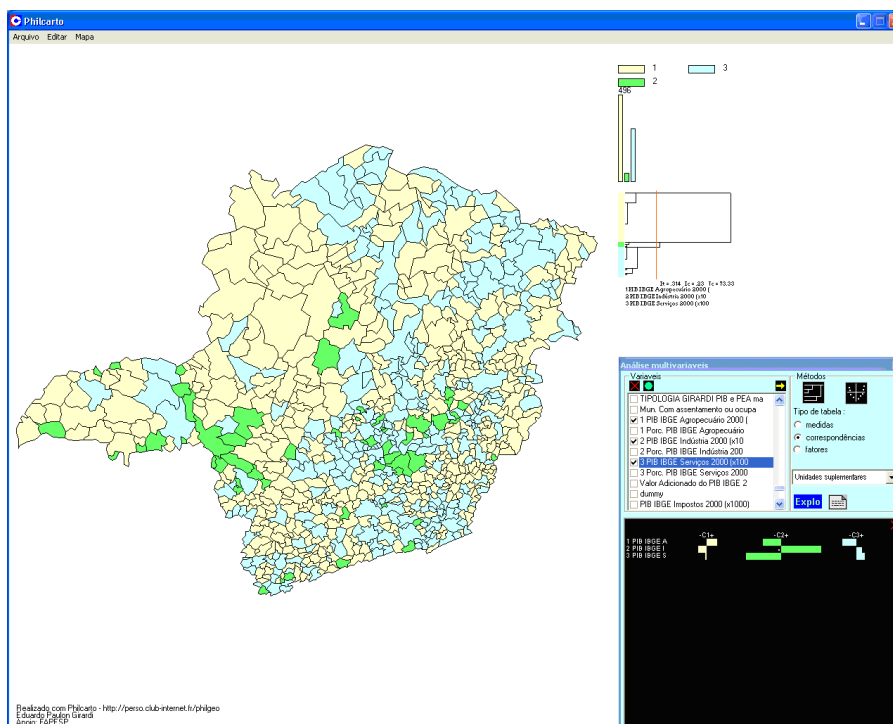 Philcarto
Arquivo Editar Mapa
1
3
2
496
It = .314 Ic = .23 Tc = 73.33
1 PIB IBGE Agropecuário 2000 (
2 PIB IBGE Indústria 2000 (x10
3 PIB IBGE Serviços 2000 (x100
Análise multivariaveis
Variaveis
Métodos
TIPOLOGIA GIRARDI PIB e PEA ma
Mun. Com assentamento ou ocupa
1 PIB IBGE Agropecuário 2000 (
1 Porc. PIB IBGE Agropecuário
2 PIB IBGE Indústria 2000 (x10
2 Porc. PIB IBGE Indústria 200
3 PIB IBGE Serviços 2000 (x100
3 Porc. PIB IBGE Serviços 2000
Valor Adicionado do PIB IBGE 2
dummy
PIB IBGE Impostos 2000 (x1000)
Tipo de tabela :
medidas
correspondências
fatores
Unidades suplementares
Explo
-C1+ -C2+ -C3+
1 PIB IBGE A
2 PIB IBGE I
3 PIB IBGE S
Realizado com Philcarto - http://perso.club-internet.fr/philgeo
Eduardo Paulon Girardi
Apoio: FAPESP